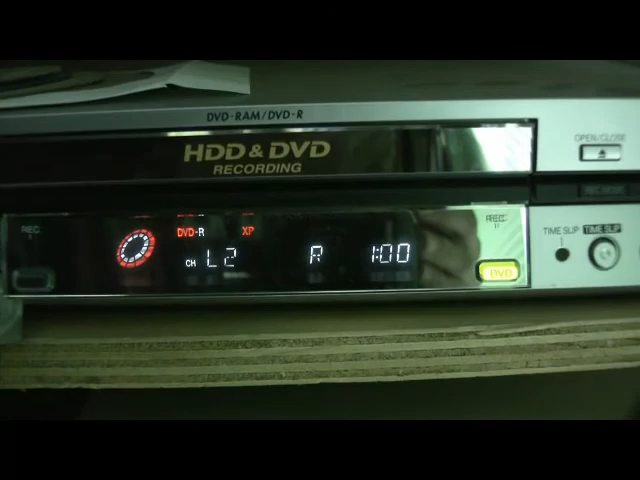 DVD-RAM/DVD-R
OPEN/CLOSE
HDD & DVD
RECORDING
REC
REC
DVD-R XP
TIME SLIP TIME SLIP
CH L2 R 1:00
DVD